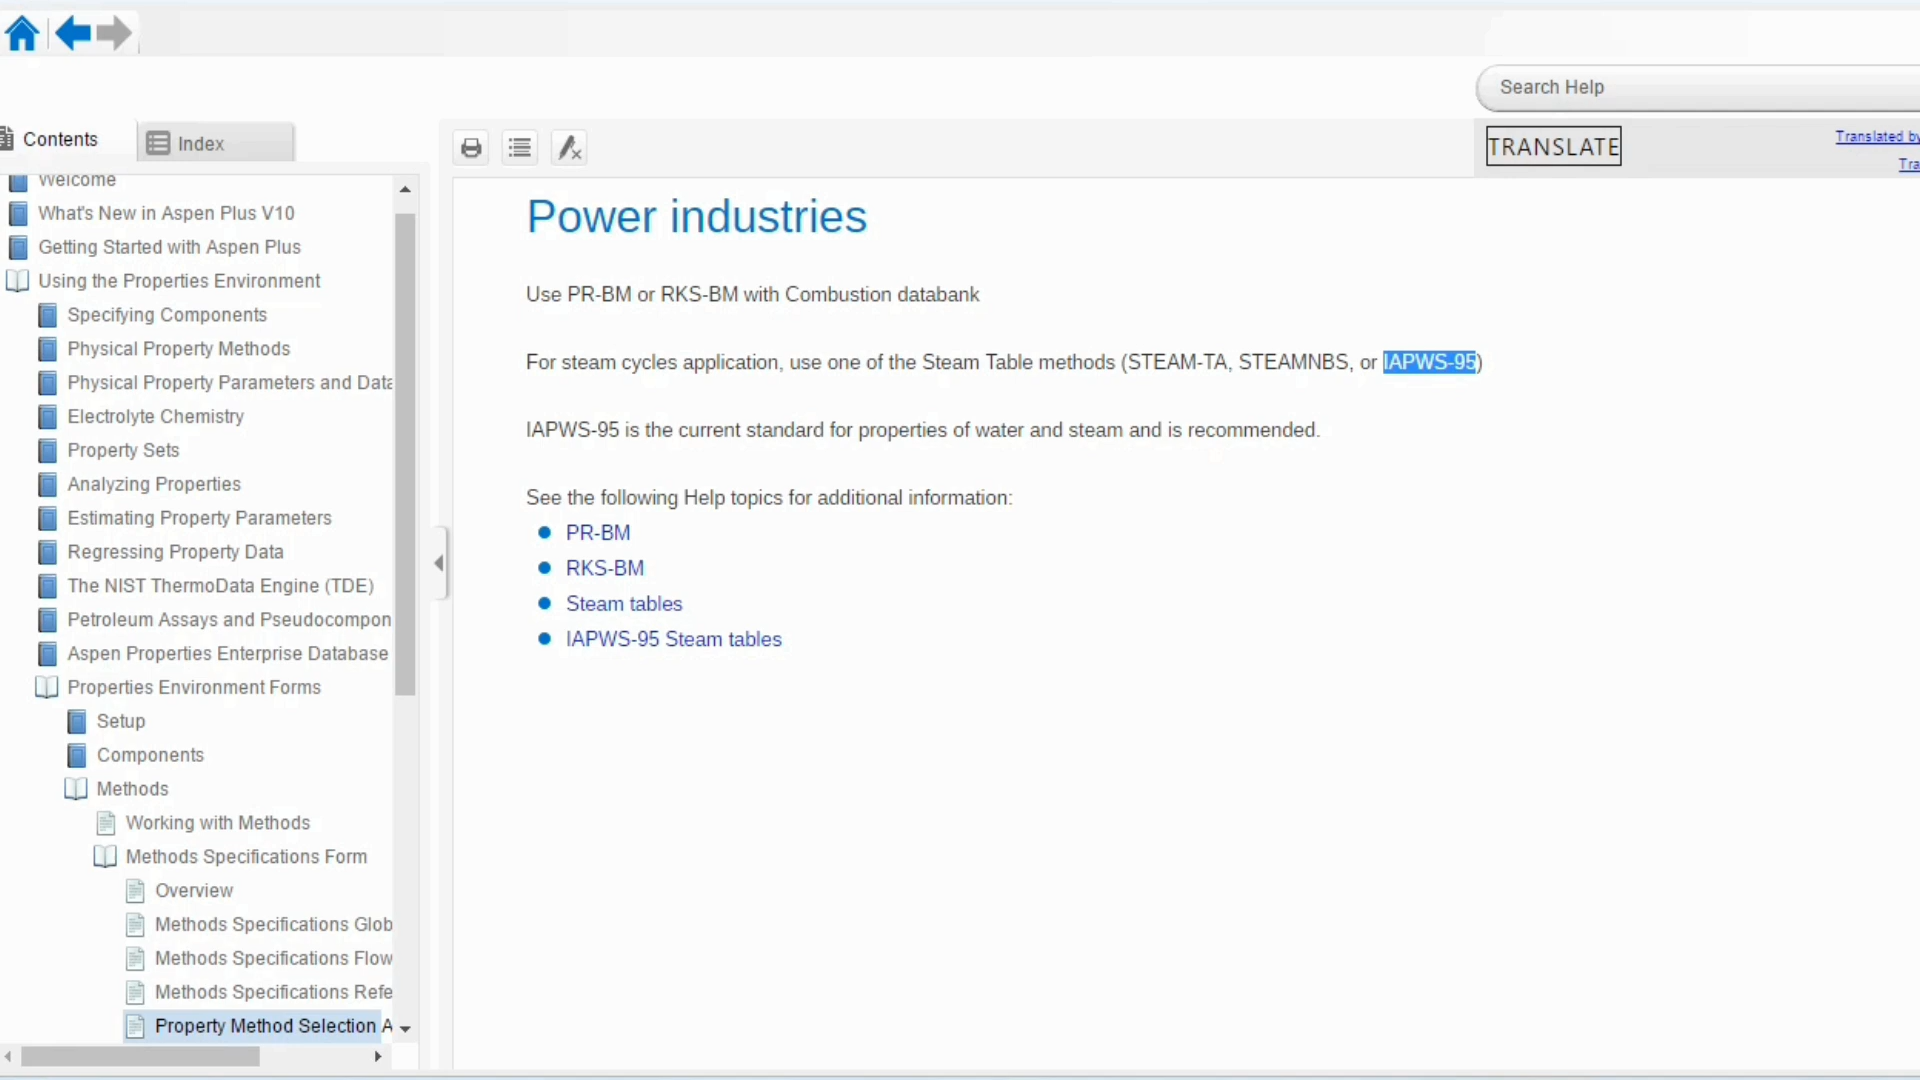 Search Help
Contents
Index
TRANSLATE
Translated by
Tra
Welcome
What's New in Aspen Plus V10
Getting Started with Aspen Plus
Using the Properties Environment
Specifying Components
Physical Property Methods
Physical Property Parameters and Data
Electrolyte Chemistry
Property Sets
Analyzing Properties
Estimating Property Parameters
Regressing Property Data
The NIST ThermoData Engine (TDE)
Petroleum Assays and Pseudocompon
Aspen Properties Enterprise Database
Properties Environment Forms
Setup
Components
Methods
Working with Methods
Methods Specifications Form
Overview
Methods Specifications Glob
Methods Specifications Flow
Methods Specifications Refe
Property Method Selection A
Power industries
Use PR-BM or RKS-BM with Combustion databank
For steam cycles application, use one of the Steam Table methods (STEAM-TA, STEAMNBS, or IAPWS-95)
IAPWS-95 is the current standard for properties of water and steam and is recommended.
See the following Help topics for additional information:
PR-BM
RKS-BM
Steam tables
IAPWS-95 Steam tables